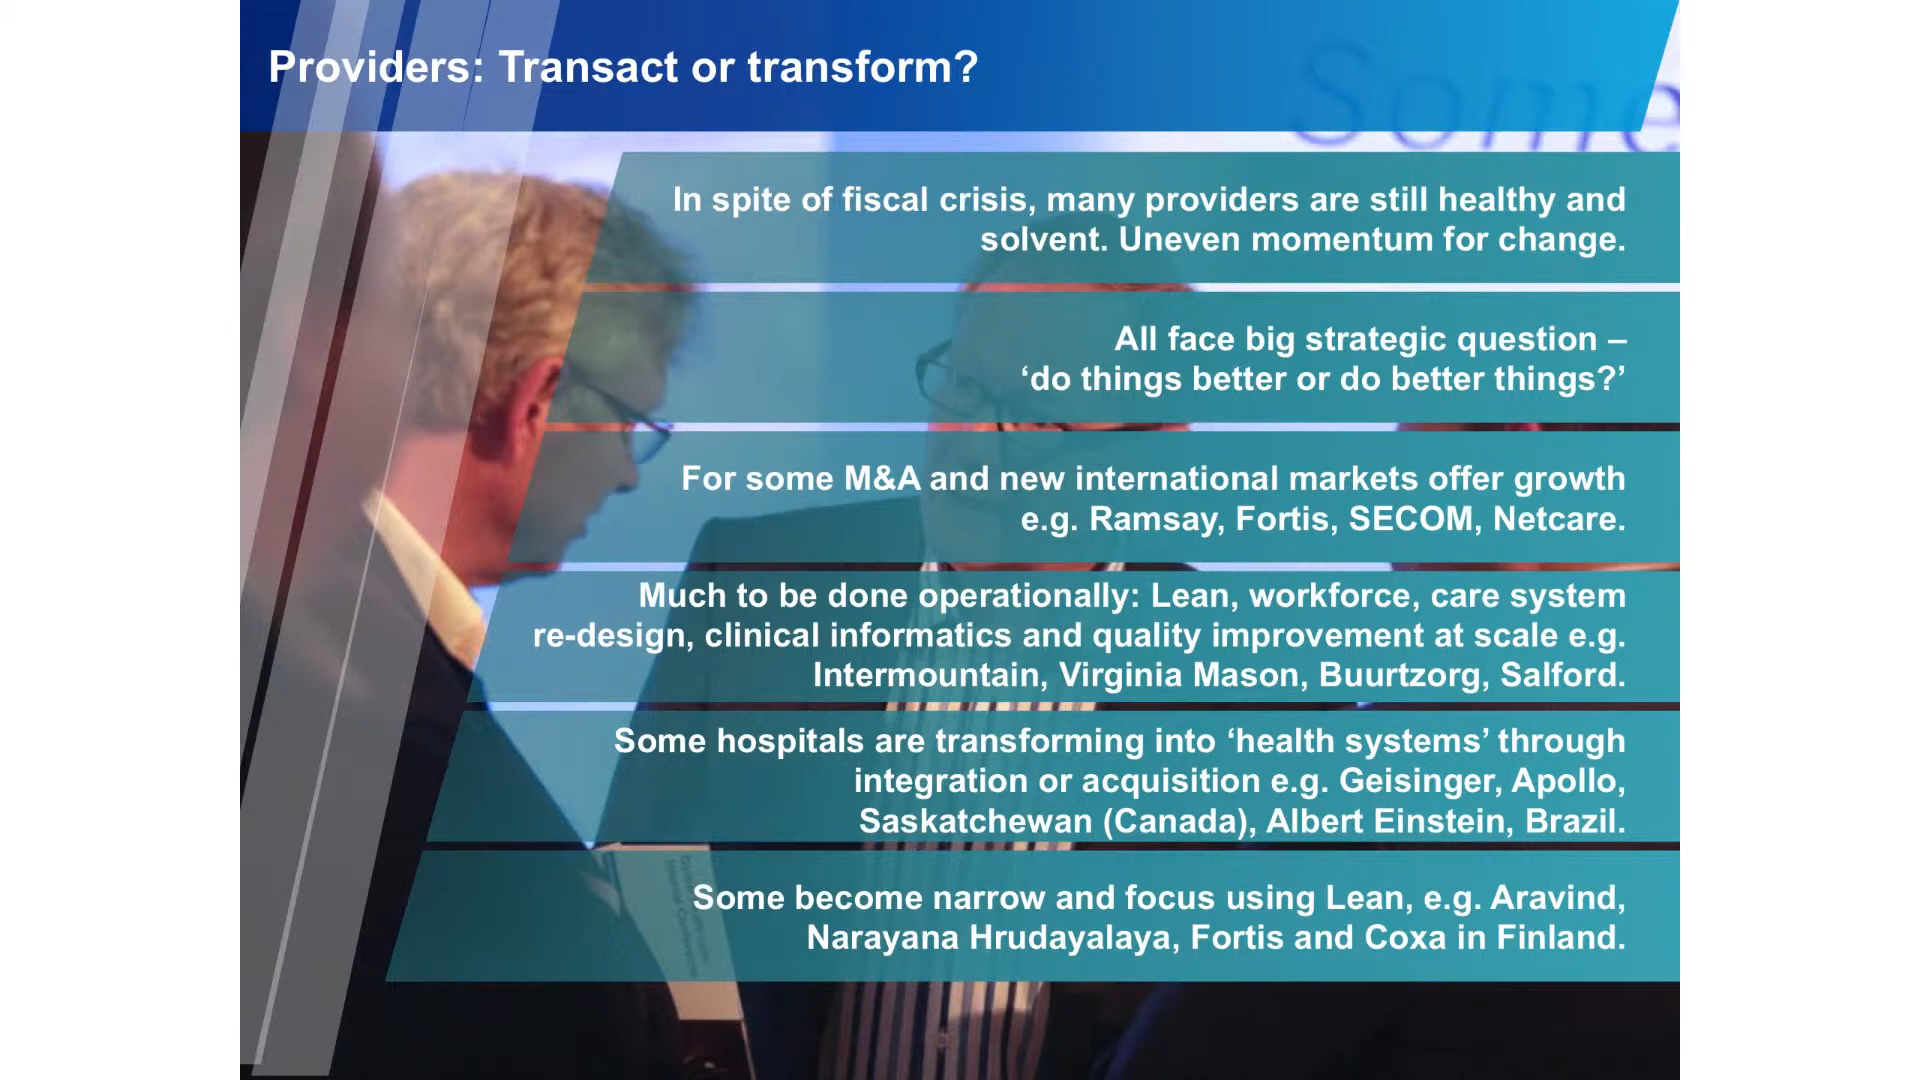 Providers: Transact or transform?
Some
In spite of fiscal crisis, many providers are still healthy and
solvent. Uneven momentum for change.
All face big strategic question –
‘do things better or do better things?’
For some M&A and new international markets offer growth
e.g. Ramsay, Fortis, SECOM, Netcare.
Much to be done operationally: Lean, workforce, care system
re-design, clinical informatics and quality improvement at scale e.g.
Intermountain, Virginia Mason, Buurtzorg, Salford.
Some hospitals are transforming into ‘health systems’ through
integration or acquisition e.g. Geisinger, Apollo,
Saskatchewan (Canada), Albert Einstein, Brazil.
Some become narrow and focus using Lean, e.g. Aravind,
Narayana Hrudayalaya, Fortis and Coxa in Finland.